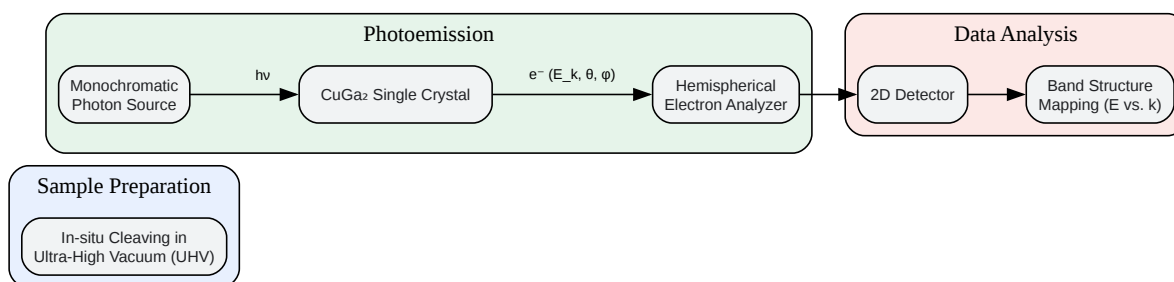 Photoemission
Data Analysis
Monochromatic
Photon Source
hν
CuGa₂ Single Crystal
e⁻ (E_k, θ, φ)
Hemispherical
Electron Analyzer
2D Detector
Band Structure
Mapping (E vs. k)
Sample Preparation
In-situ Cleaving in
Ultra-High Vacuum (UHV)